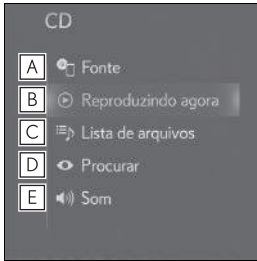 CD
A Fonte
B Reproduzindo agora
C Lista de arquivos
D Procurar
E Som